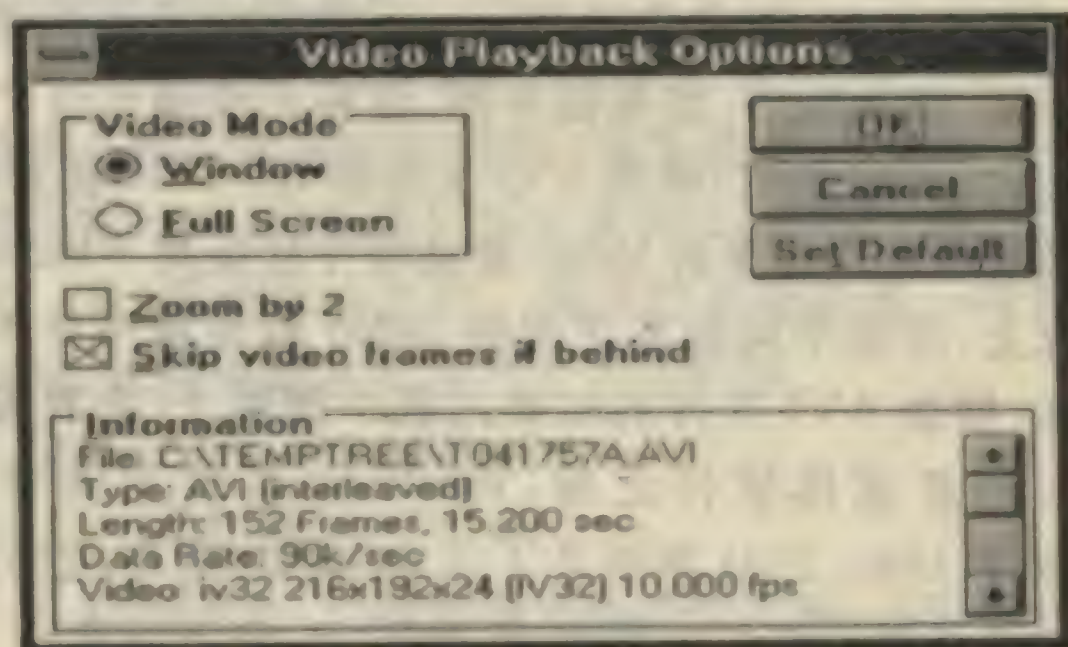 Video Playback Options
Video Mode
Window
Full Screen
OK
Cancel
Set Default
Zoom by 2
Skip video frames if behind
Information
File: C:\TEMPTREE\T041757A.AVI
Type: AVI (interleaved)
Length: 152 Frames, 15.200 sec
Data Rate: 90k/sec
Video: iv32 216x192x24 (IV32) 10.000 fps